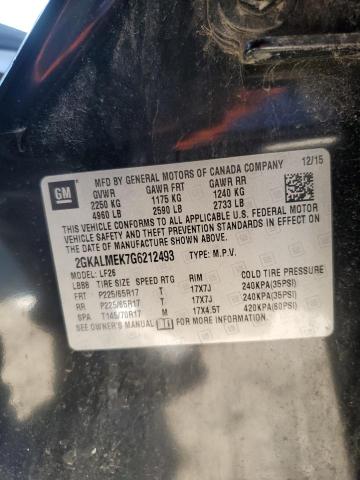 GM
MFD BY GENERAL MOTORS OF CANADA COMPANY 12/15
GVWR GAWR FRT GAWR RR
2250 KG 1175 KG 1240 KG
4960 LB 2590 LB 2733 LB
THIS VEHICLE CONFORMS TO ALL APPLICABLE U.S. FEDERAL MOTOR
VEHICLE SAFETY AND THEFT PREVENTION STANDARDS IN
EFFECT ON THE DATE OF MANUFACTURE SHOWN ABOVE.
2GKALMEK7G6212493 TYPE: M.P.V.
MODEL: LF26
LBBB TIRE SIZE SPEED RTG RIM COLD TIRE PRESSURE
FRT P225/65R17 T 17X7J 240KPA(35PSI)
RR P225/65R17 T 17X7J 240KPA(35PSI)
SPA T145/70R17 M 17X4.5T 420KPA(60PSI)
SEE OWNER'S MANUAL FOR MORE INFORMATION.